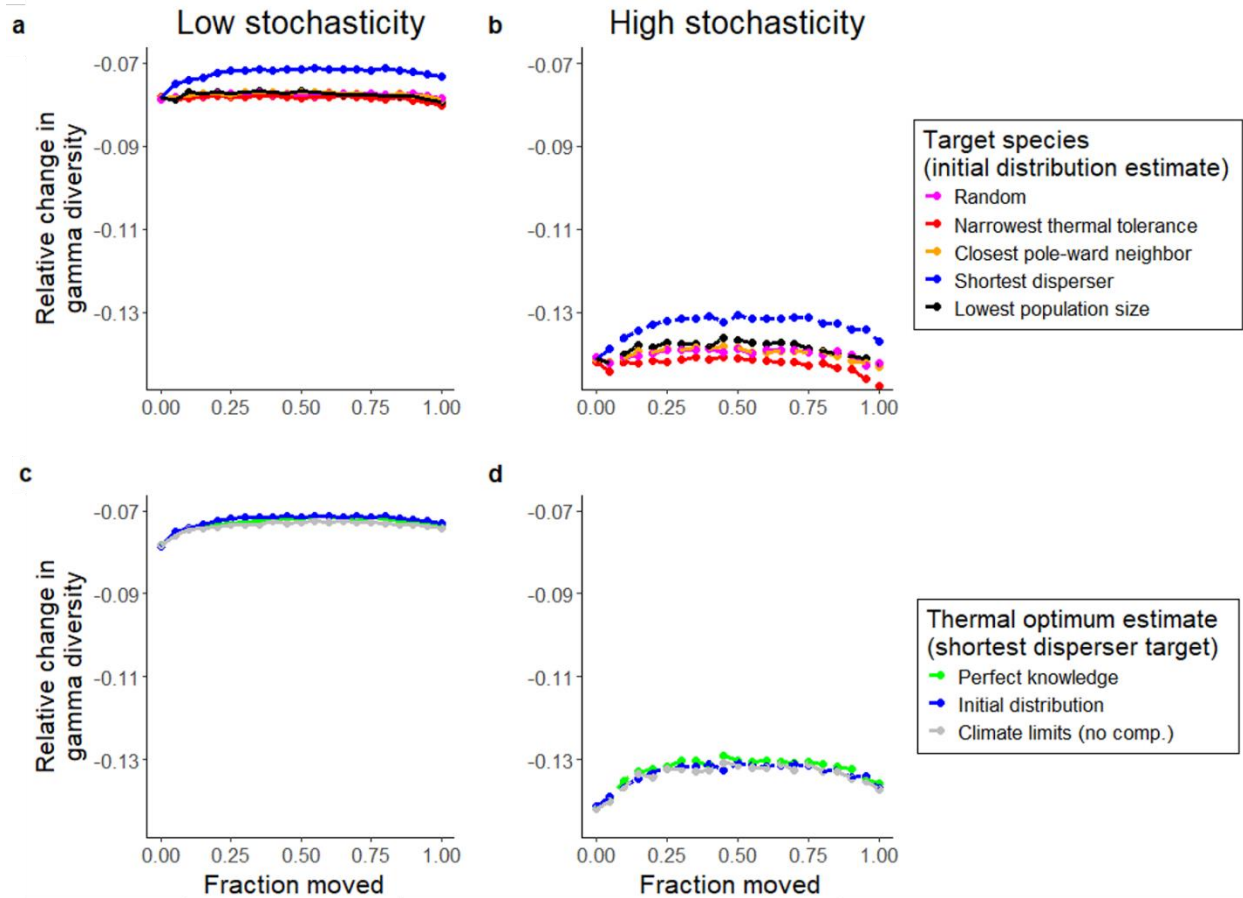 a
Low stochasticity
b
High stochasticity
Relative change in
gamma diversity
-0.07
-0.09
-0.11
-0.13
0.00 0.25 0.50 0.75 1.00
-0.07
-0.09
-0.11
-0.13
0.00 0.25 0.50 0.75 1.00
Target species
(initial distribution estimate)
Random
Narrowest thermal tolerance
Closest pole-ward neighbor
Shortest disperser
Lowest population size
c
d
Relative change in
gamma diversity
-0.07
-0.09
-0.11
-0.13
0.00 0.25 0.50 0.75 1.00
Fraction moved
-0.07
-0.09
-0.11
-0.13
0.00 0.25 0.50 0.75 1.00
Fraction moved
Thermal optimum estimate
(shortest disperser target)
Perfect knowledge
Initial distribution
Climate limits (no comp.)